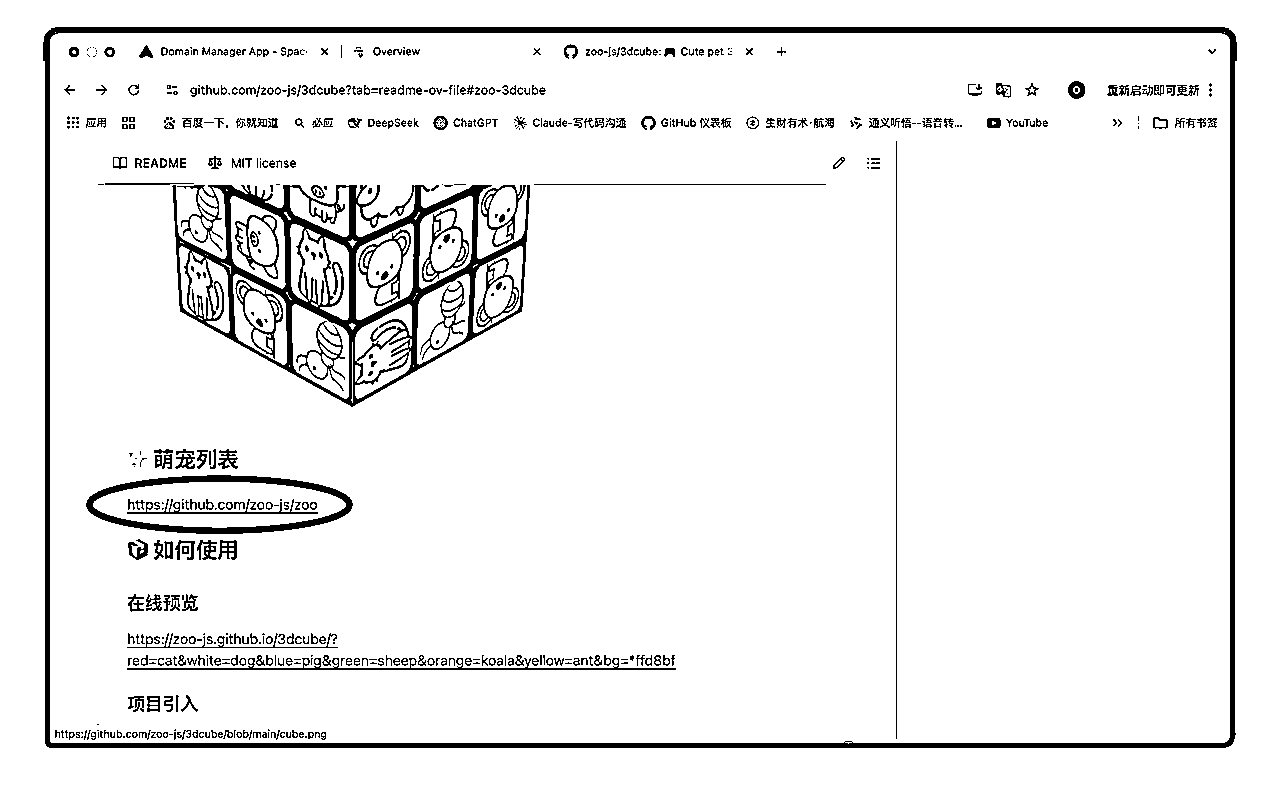 Domain Manager App - Spac
Overview
zoo-js/3dcube: 🎮 Cute pet 3
github.com/zoo-js/3dcube?tab=readme-ov-file#zoo-3dcube
重新启动即可更新
应用
百度一下，你就知道
必应
DeepSeek
ChatGPT
Claude-写代码沟通
GitHub 仪表板
生财有术·航海
通义听悟--语音转...
YouTube
所有书签
README
MIT license
萌宠列表
https://github.com/zoo-js/zoo
如何使用
在线预览
https://zoo-js.github.io/3dcube/?
red=cat&white=dog&blue=pig&green=sheep&orange=koala&yellow=ant&bg=*ffd8bf
项目引入
https://github.com/zoo-js/3dcube/blob/main/cube.png